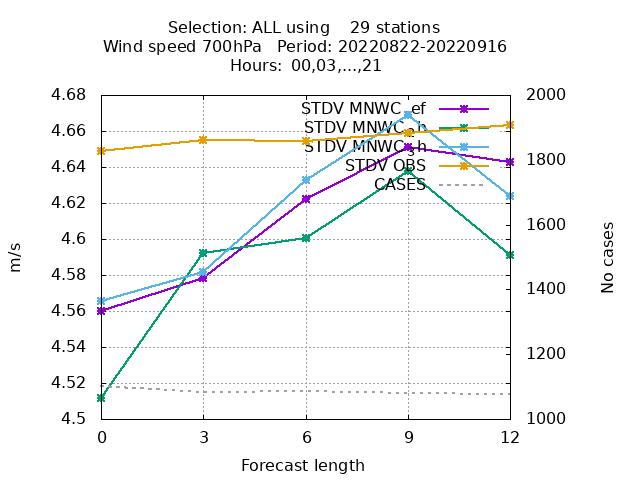 Selection: ALL using    29 stations
Wind speed 700hPa   Period: 20220822-20220916
Hours:  00,03,...,21
4.68
4.66
4.64
4.62
4.6
4.58
4.56
4.54
4.52
4.5
2000
1800
1600
1400
1200
1000
m/s
No cases
STDV MNWC_ef
STDV MNWC
STDV MNWC_3h
STDV OBS
CASES
0
3
6
9
12
Forecast length